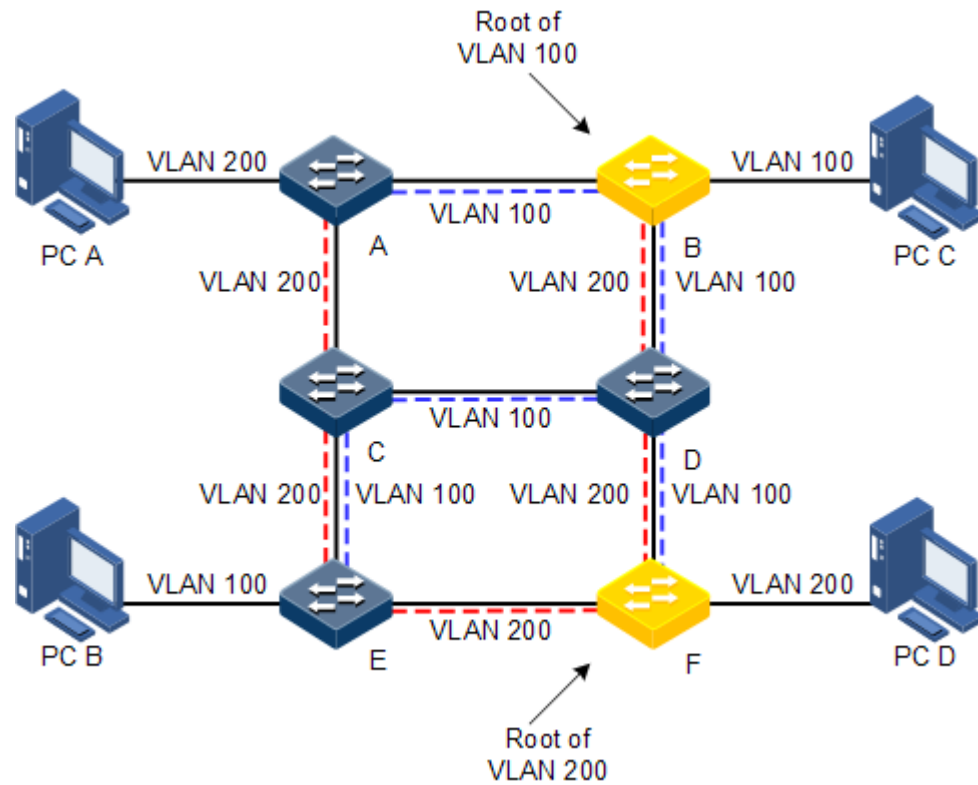 Root of
VLAN 100
VLAN 200
VLAN 100
VLAN 100
PC A
A
B
PC C
VLAN 200
VLAN 200
VLAN 100
VLAN 100
C
D
VLAN 200
VLAN 100
VLAN 200
VLAN 100
VLAN 100
VLAN 200
VLAN 200
PC B
E
F
PC D
Root of
VLAN 200